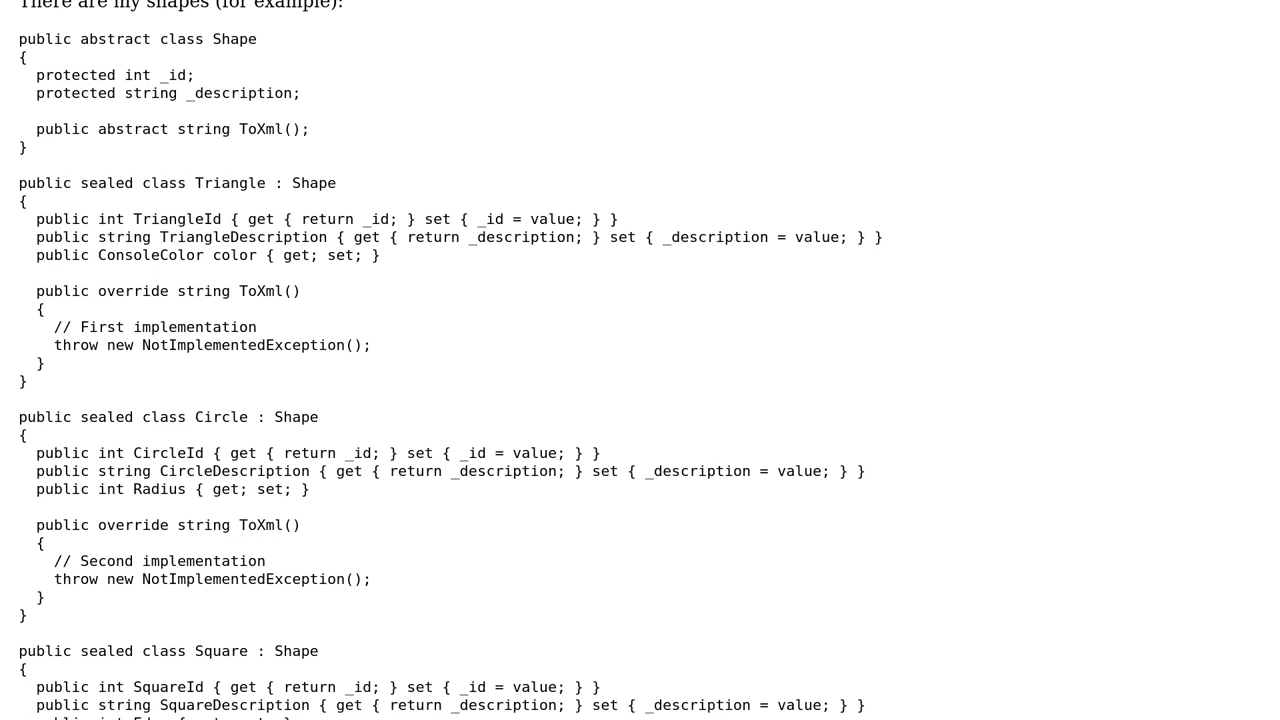 There are my shapes (for example):
public abstract class Shape
{
  protected int _id;
  protected string _description;

  public abstract string ToXml();
}

public sealed class Triangle : Shape
{
  public int TriangleId { get { return _id; } set { _id = value; } }
  public string TriangleDescription { get { return _description; } set { _description = value; } }
  public ConsoleColor color { get; set; }

  public override string ToXml()
  {
    // First implementation
    throw new NotImplementedException();
  }
}

public sealed class Circle : Shape
{
  public int CircleId { get { return _id; } set { _id = value; } }
  public string CircleDescription { get { return _description; } set { _description = value; } }
  public int Radius { get; set; }

  public override string ToXml()
  {
    // Second implementation
    throw new NotImplementedException();
  }
}

public sealed class Square : Shape
{
  public int SquareId { get { return _id; } set { _id = value; } }
  public string SquareDescription { get { return _description; } set { _description = value; } }